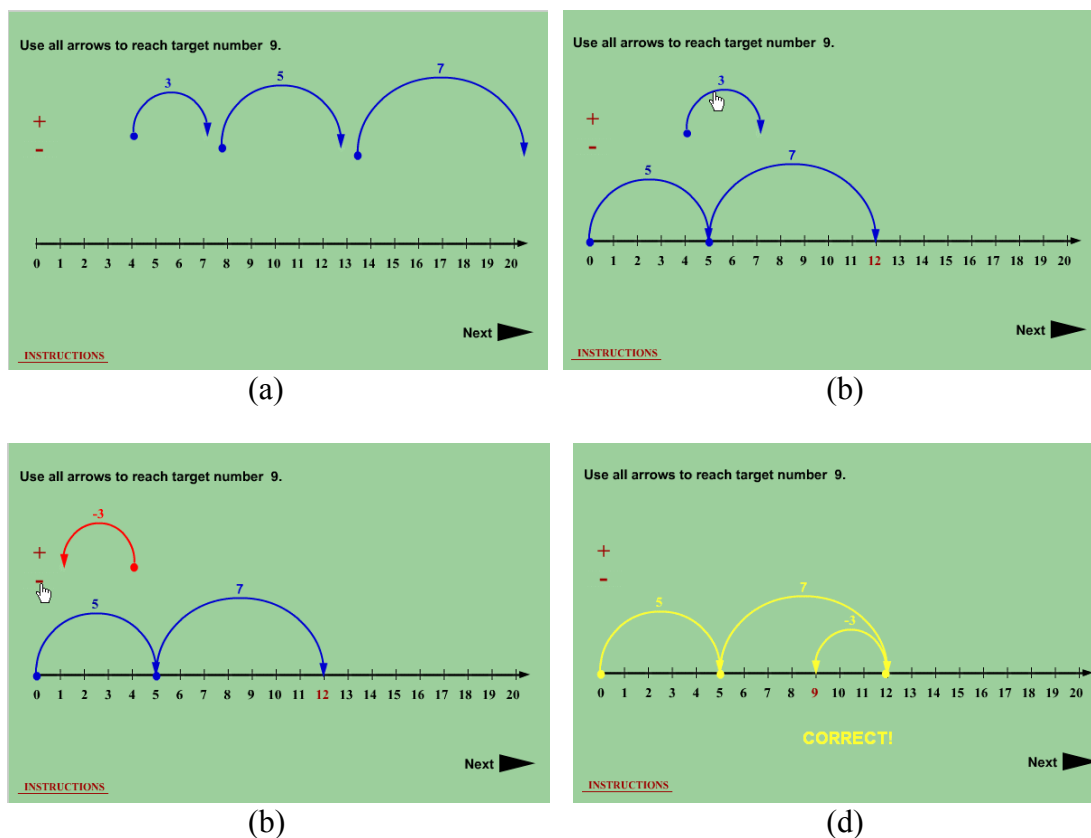 Use all arrows to reach target number 9.
3 5 7
+
-
0 1 2 3 4 5 6 7 8 9 10 11 12 13 14 15 16 17 18 19 20
Next
INSTRUCTIONS
(a)
Use all arrows to reach target number 9.
3
+
-
5 7
0 1 2 3 4 5 6 7 8 9 10 11 12 13 14 15 16 17 18 19 20
Next
INSTRUCTIONS
(b)
Use all arrows to reach target number 9.
-3
+
-
5 7
0 1 2 3 4 5 6 7 8 9 10 11 12 13 14 15 16 17 18 19 20
Next
INSTRUCTIONS
(b)
Use all arrows to reach target number 9.
+
-
5 7
-3
0 1 2 3 4 5 6 7 8 9 10 11 12 13 14 15 16 17 18 19 20
CORRECT!
Next
INSTRUCTIONS
(d)